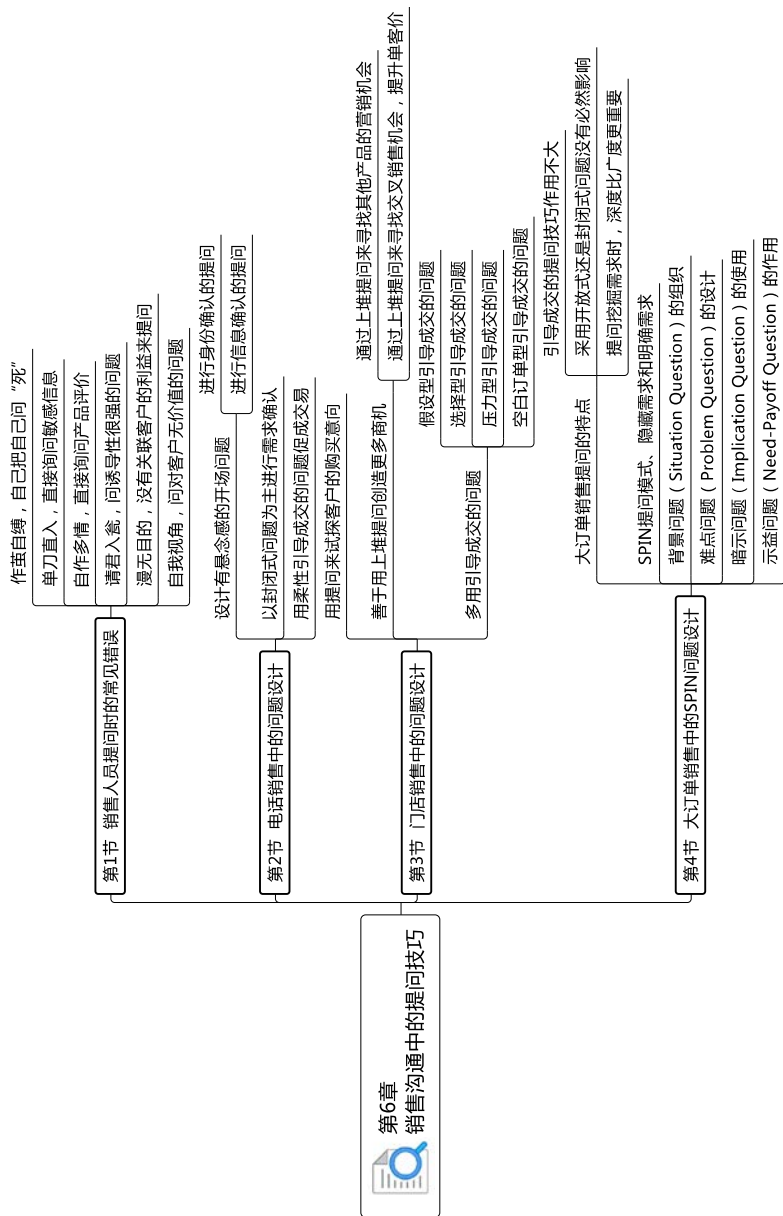 第6章
销售沟通中的提问技巧
第1节 销售人员提问时的常见错误
作茧自缚，自己把自己问“死”
单刀直入，直接询问敏感信息
自作多情，直接询问产品评价
请君入瓮，问诱导性很强的问题
漫无目的，没有关联客户的利益来提问
自我视角，问对客户无价值的问题
第2节 电话销售中的问题设计
设计有悬念感的开场问题
进行身份确认的提问
进行信息确认的提问
以封闭式问题为主进行需求确认
用柔性引导成交的问题促成交易
第3节 门店销售中的问题设计
用提问来试探客户的购买意向
善于用上堆提问创造更多商机
通过上堆提问来寻找其他产品的营销机会
通过上堆提问来寻找交叉销售机会，提升单客价
多用引导成交的问题
假设型引导成交的问题
选择型引导成交的问题
压力型引导成交的问题
空白订单型引导成交的问题
第4节 大订单销售中的SPIN问题设计
大订单销售提问的特点
引导成交的提问技巧作用不大
采用开放式还是封闭式问题没有必然影响
提问挖掘需求时，深度比广度更重要
SPIN提问模式、隐藏需求和明确需求
背景问题（Situation Question）的组织
难点问题（Problem Question）的设计
暗示问题（Implication Question）的使用
示益问题（Need-Payoff Question）的作用